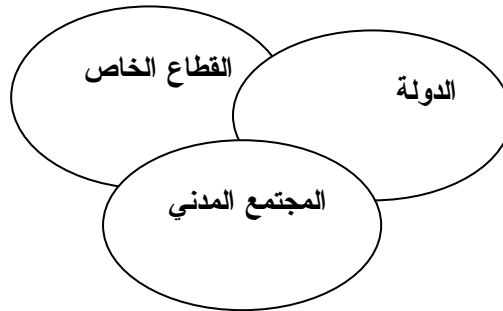 القطاع الخاص
الدولة
المجتمع المدني